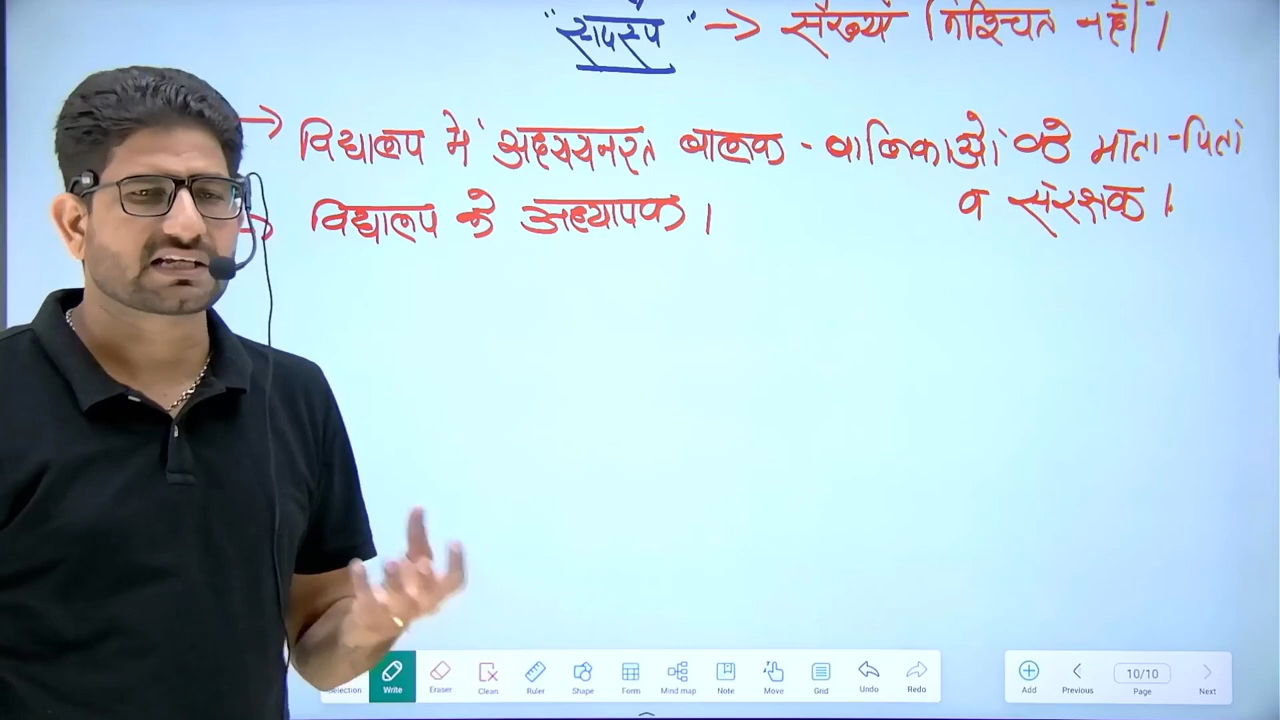 "सदस्य" → संख्या निश्चित नहीं।
→ विद्यालय में अध्ययनरत बालक - बालिकाओं के माता-पिता
व संरक्षक।
→ विद्यालय के अध्यापक।
Selection Write Eraser Clean Ruler Shape Form Mind map Note Move Grid Undo Redo Add Previous 10/10 Page Next